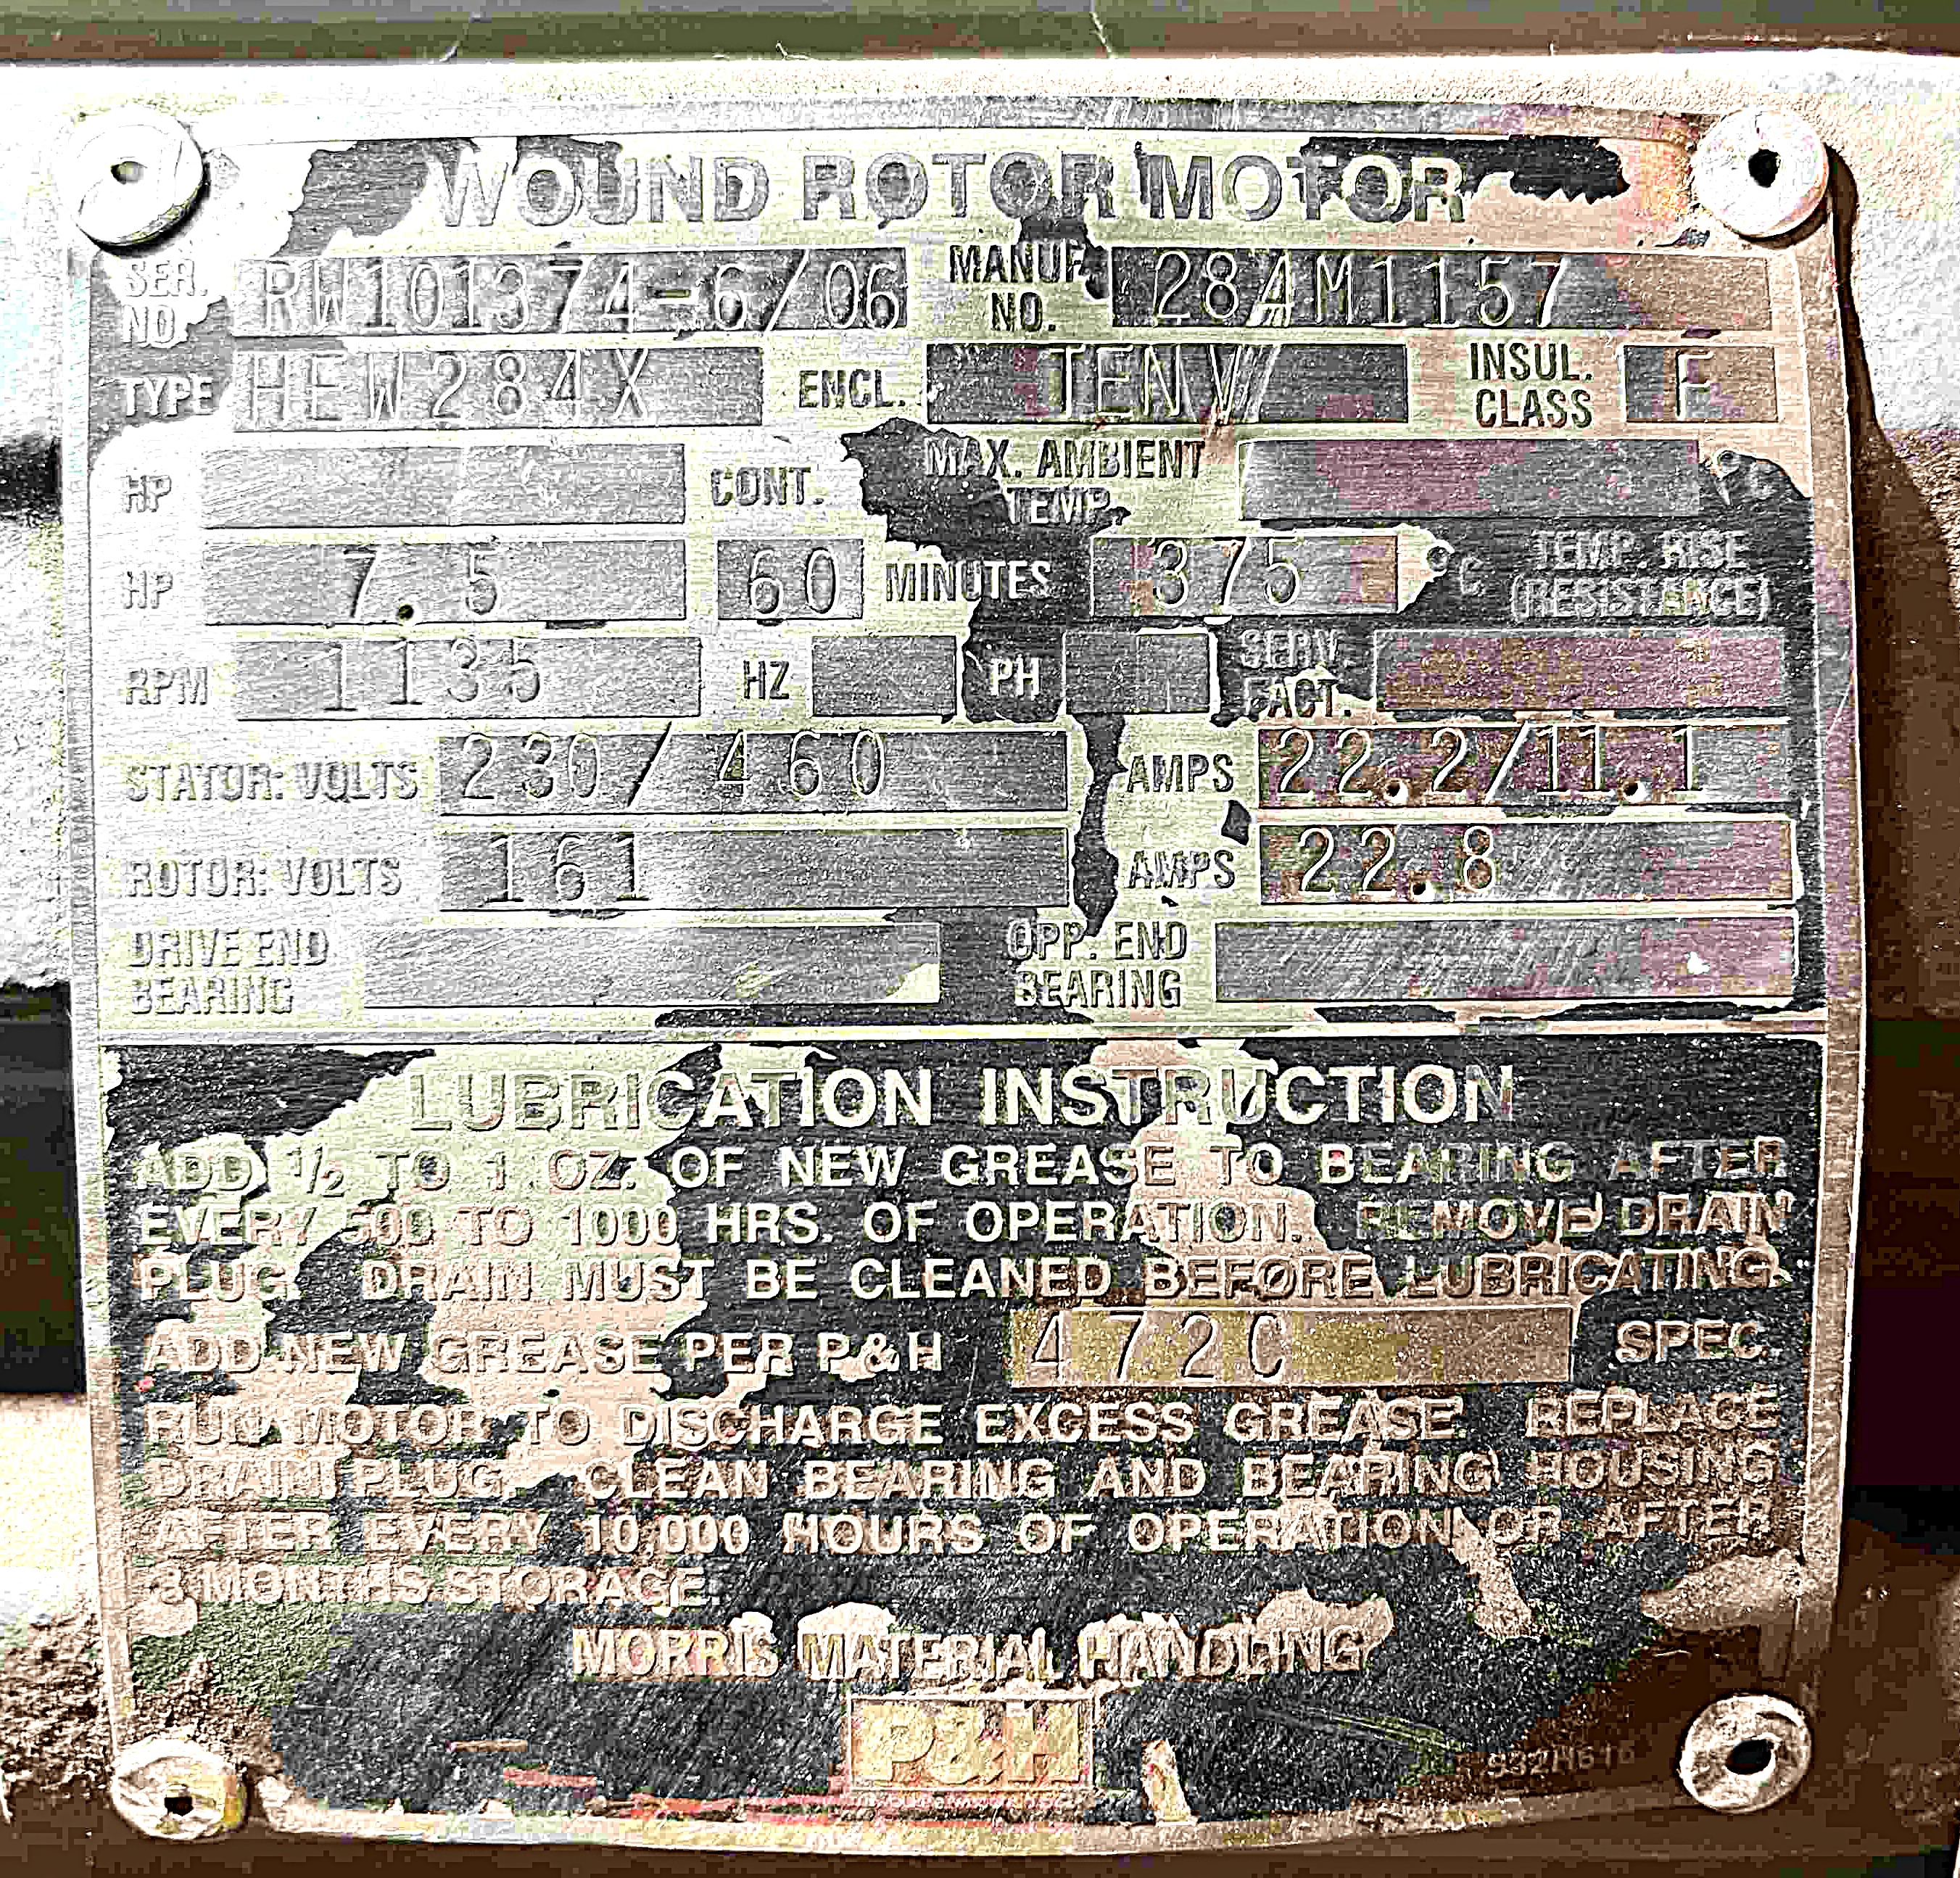 WOUND ROTOR MOTOR
SER. NO. RW101374-6/06 MANUF. NO. 284M1157
TYPE HEW284X ENCL. TENV INSUL. CLASS F
HP CONT. MAX. AMBIENT TEMP.
HP 7.5 60 MINUTES 375 °C TEMP. RISE (RESISTANCE)
RPM 1135 HZ PH SERV. FACT.
STATOR: VOLTS 230/460 AMPS 22.2/11.1
ROTOR: VOLTS 161 AMPS 22.8
DRIVE END BEARING OPP. END BEARING
LUBRICATION INSTRUCTION
ADD 1/2 TO 1 OZ. OF NEW GREASE TO BEARING AFTER
EVERY 500 TO 1000 HRS. OF OPERATION. REMOVE DRAIN
PLUG. DRAIN MUST BE CLEANED BEFORE LUBRICATING.
ADD NEW GREASE PER P&H 472C SPEC.
RUN MOTOR TO DISCHARGE EXCESS GREASE. REPLACE
DRAIN PLUG. CLEAN BEARING AND BEARING HOUSING
AFTER EVERY 10,000 HOURS OF OPERATION OR AFTER
3 MONTHS STORAGE.
MORRIS MATERIAL HANDLING
P&H